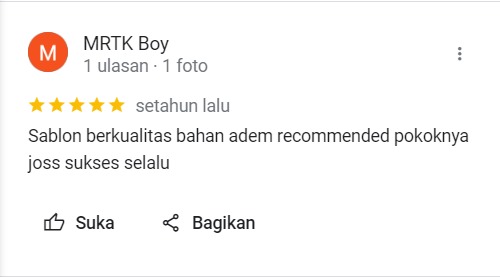 M
MRTK Boy
1 ulasan · 1 foto
setahun lalu
Sablon berkualitas bahan adem recommended pokoknya
joss sukses selalu
Suka
Bagikan